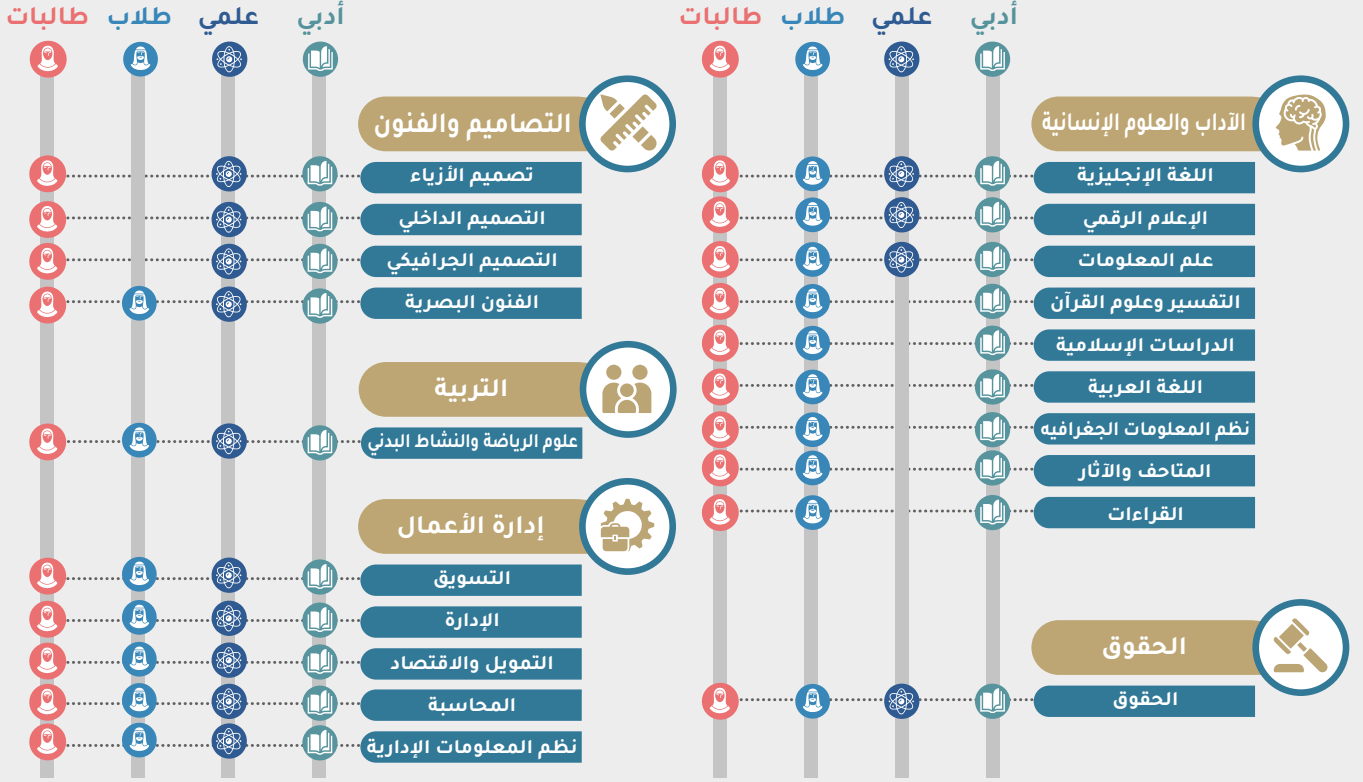 أدبي علمي طلاب طالبات
الآداب والعلوم الإنسانية
اللغة الإنجليزية
الإعلام الرقمي
علم المعلومات
التفسير وعلوم القرآن
الدراسات الإسلامية
اللغة العربية
نظم المعلومات الجغرافيه
المتاحف والآثار
القراءات
الحقوق
الحقوق
أدبي علمي طلاب طالبات
التصاميم والفنون
تصميم الأزياء
التصميم الداخلي
التصميم الجرافيكي
الفنون البصرية
التربية
علوم الرياضة والنشاط البدني
إدارة الأعمال
التسويق
الإدارة
التمويل والاقتصاد
المحاسبة
نظم المعلومات الإدارية